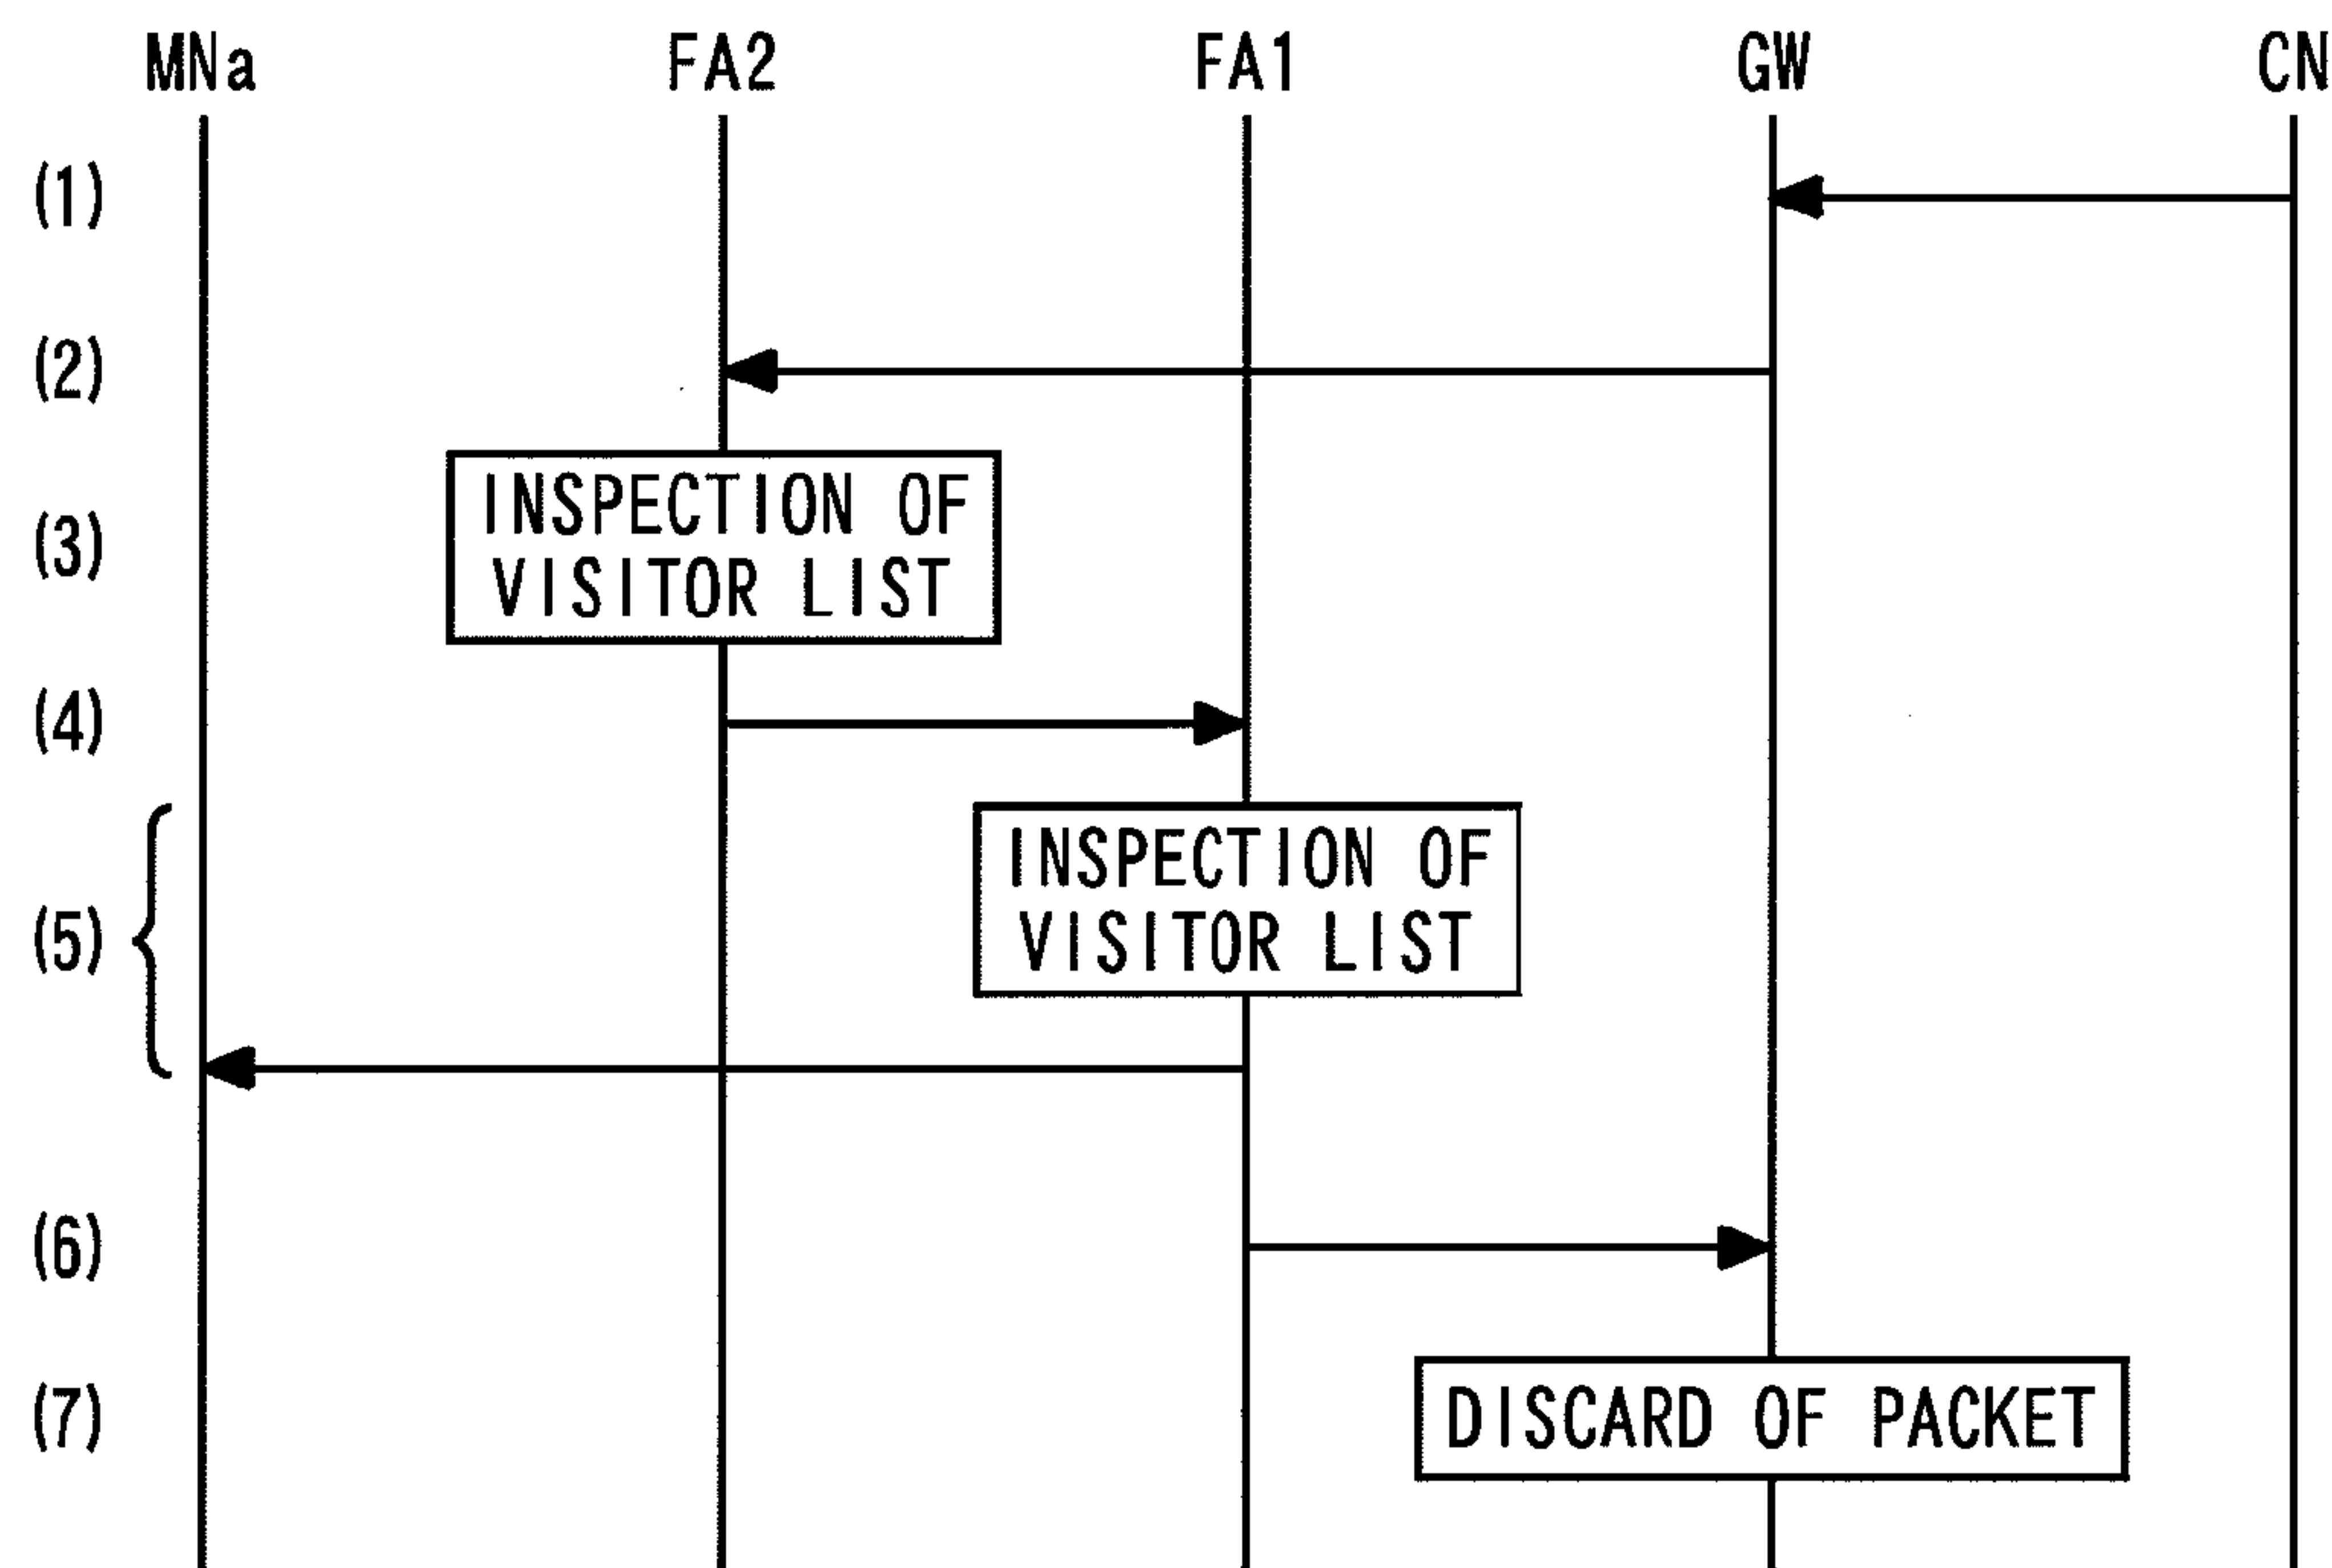 MNa FA2 FA1 GW CN
(1)
(2)
(3)
INSPECTION OF
VISITOR LIST
(4)
(5)
INSPECTION OF
VISITOR LIST
(6)
(7)
DISCARD OF PACKET